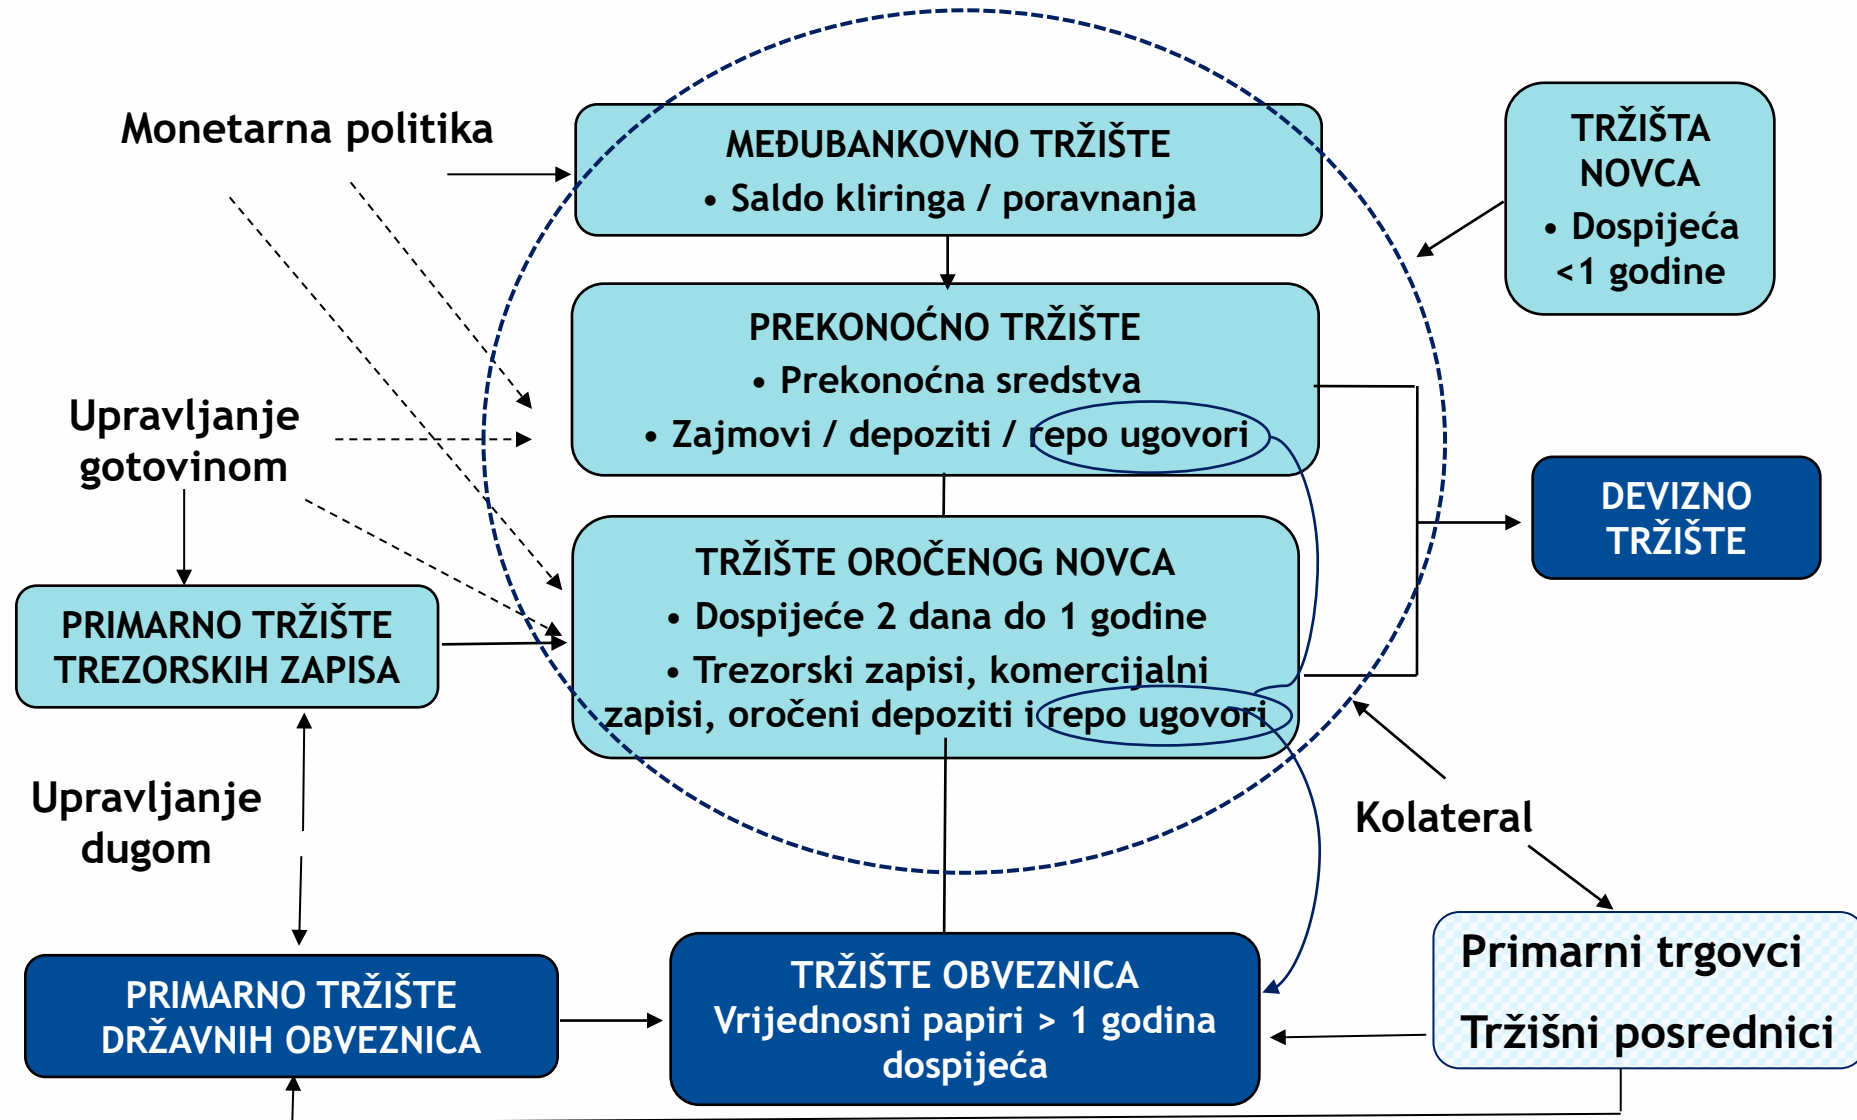 Monetarna politika
MEĐUBANKOVNO TRŽIŠTE
• Saldo kliringa / poravnanja
TRŽIŠTA
NOVCA
• Dospijeća
<1 godine
PREKONOĆNO TRŽIŠTE
• Prekonoćna sredstva
• Zajmovi / depoziti / repo ugovori
Upravljanje
gotovinom
DEVIZNO
TRŽIŠTE
TRŽIŠTE OROČENOG NOVCA
• Dospijeće 2 dana do 1 godine
• Trezorski zapisi, komercijalni
zapisi, oročeni depoziti i repo ugovori
PRIMARNO TRŽIŠTE
TREZORSKIH ZAPISA
Upravljanje
dugom
Kolateral
PRIMARNO TRŽIŠTE
DRŽAVNIH OBVEZNICA
TRŽIŠTE OBVEZNICA
Vrijednosni papiri > 1 godina
dospijeća
Primarni trgovci
Tržišni posrednici